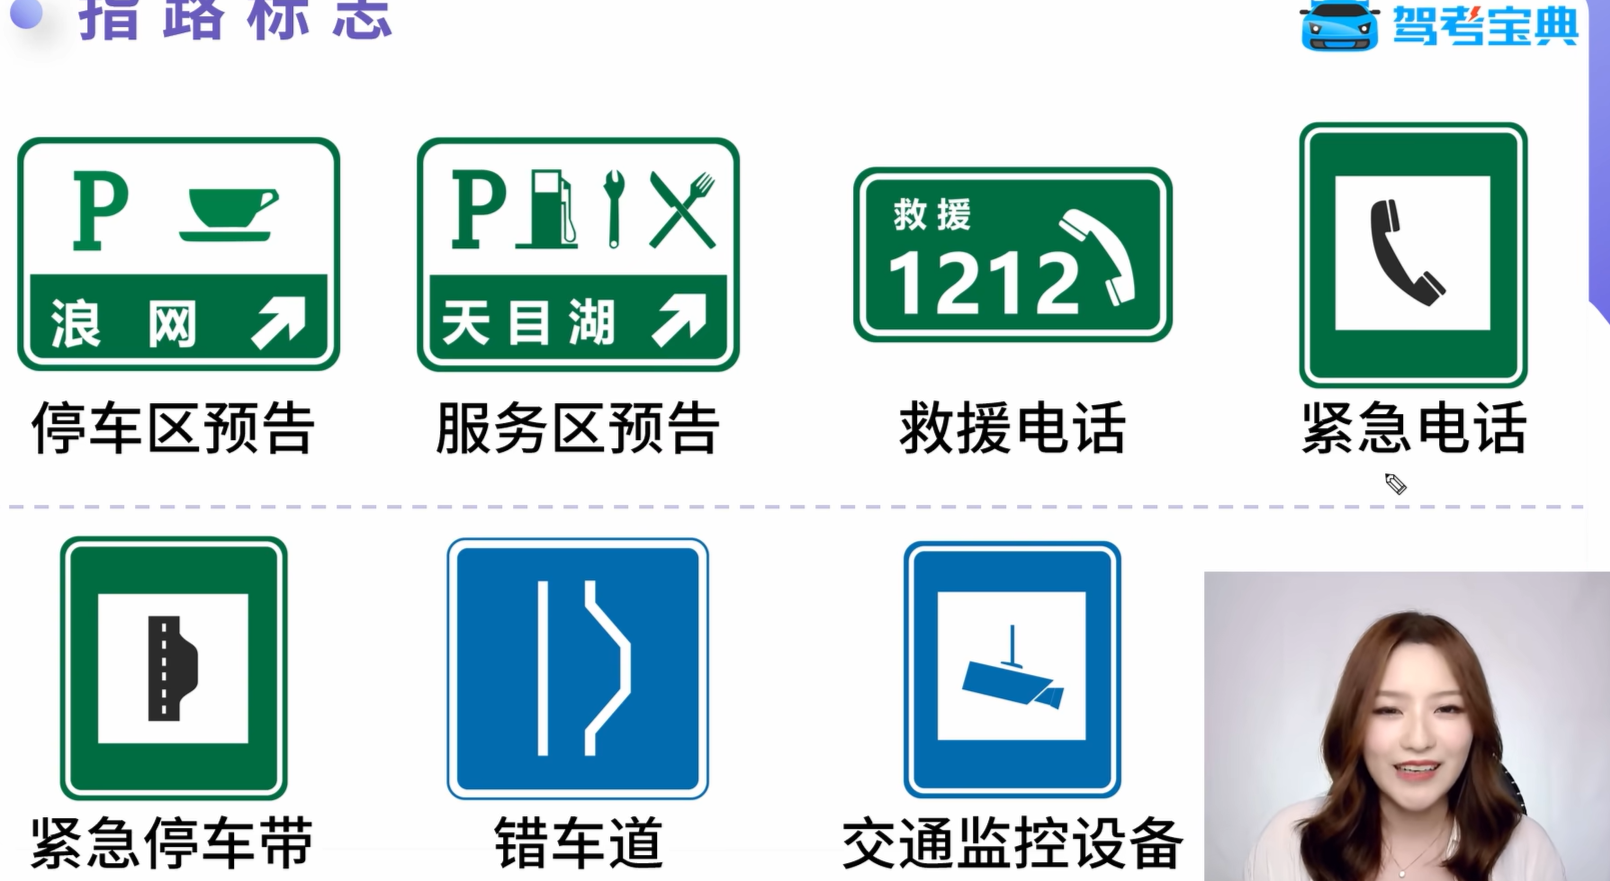 指路标志
驾考宝典
P
浪网
P
天目湖
救援
1212
停车区预告
服务区预告
救援电话
紧急电话
紧急停车带
错车道
交通监控设备